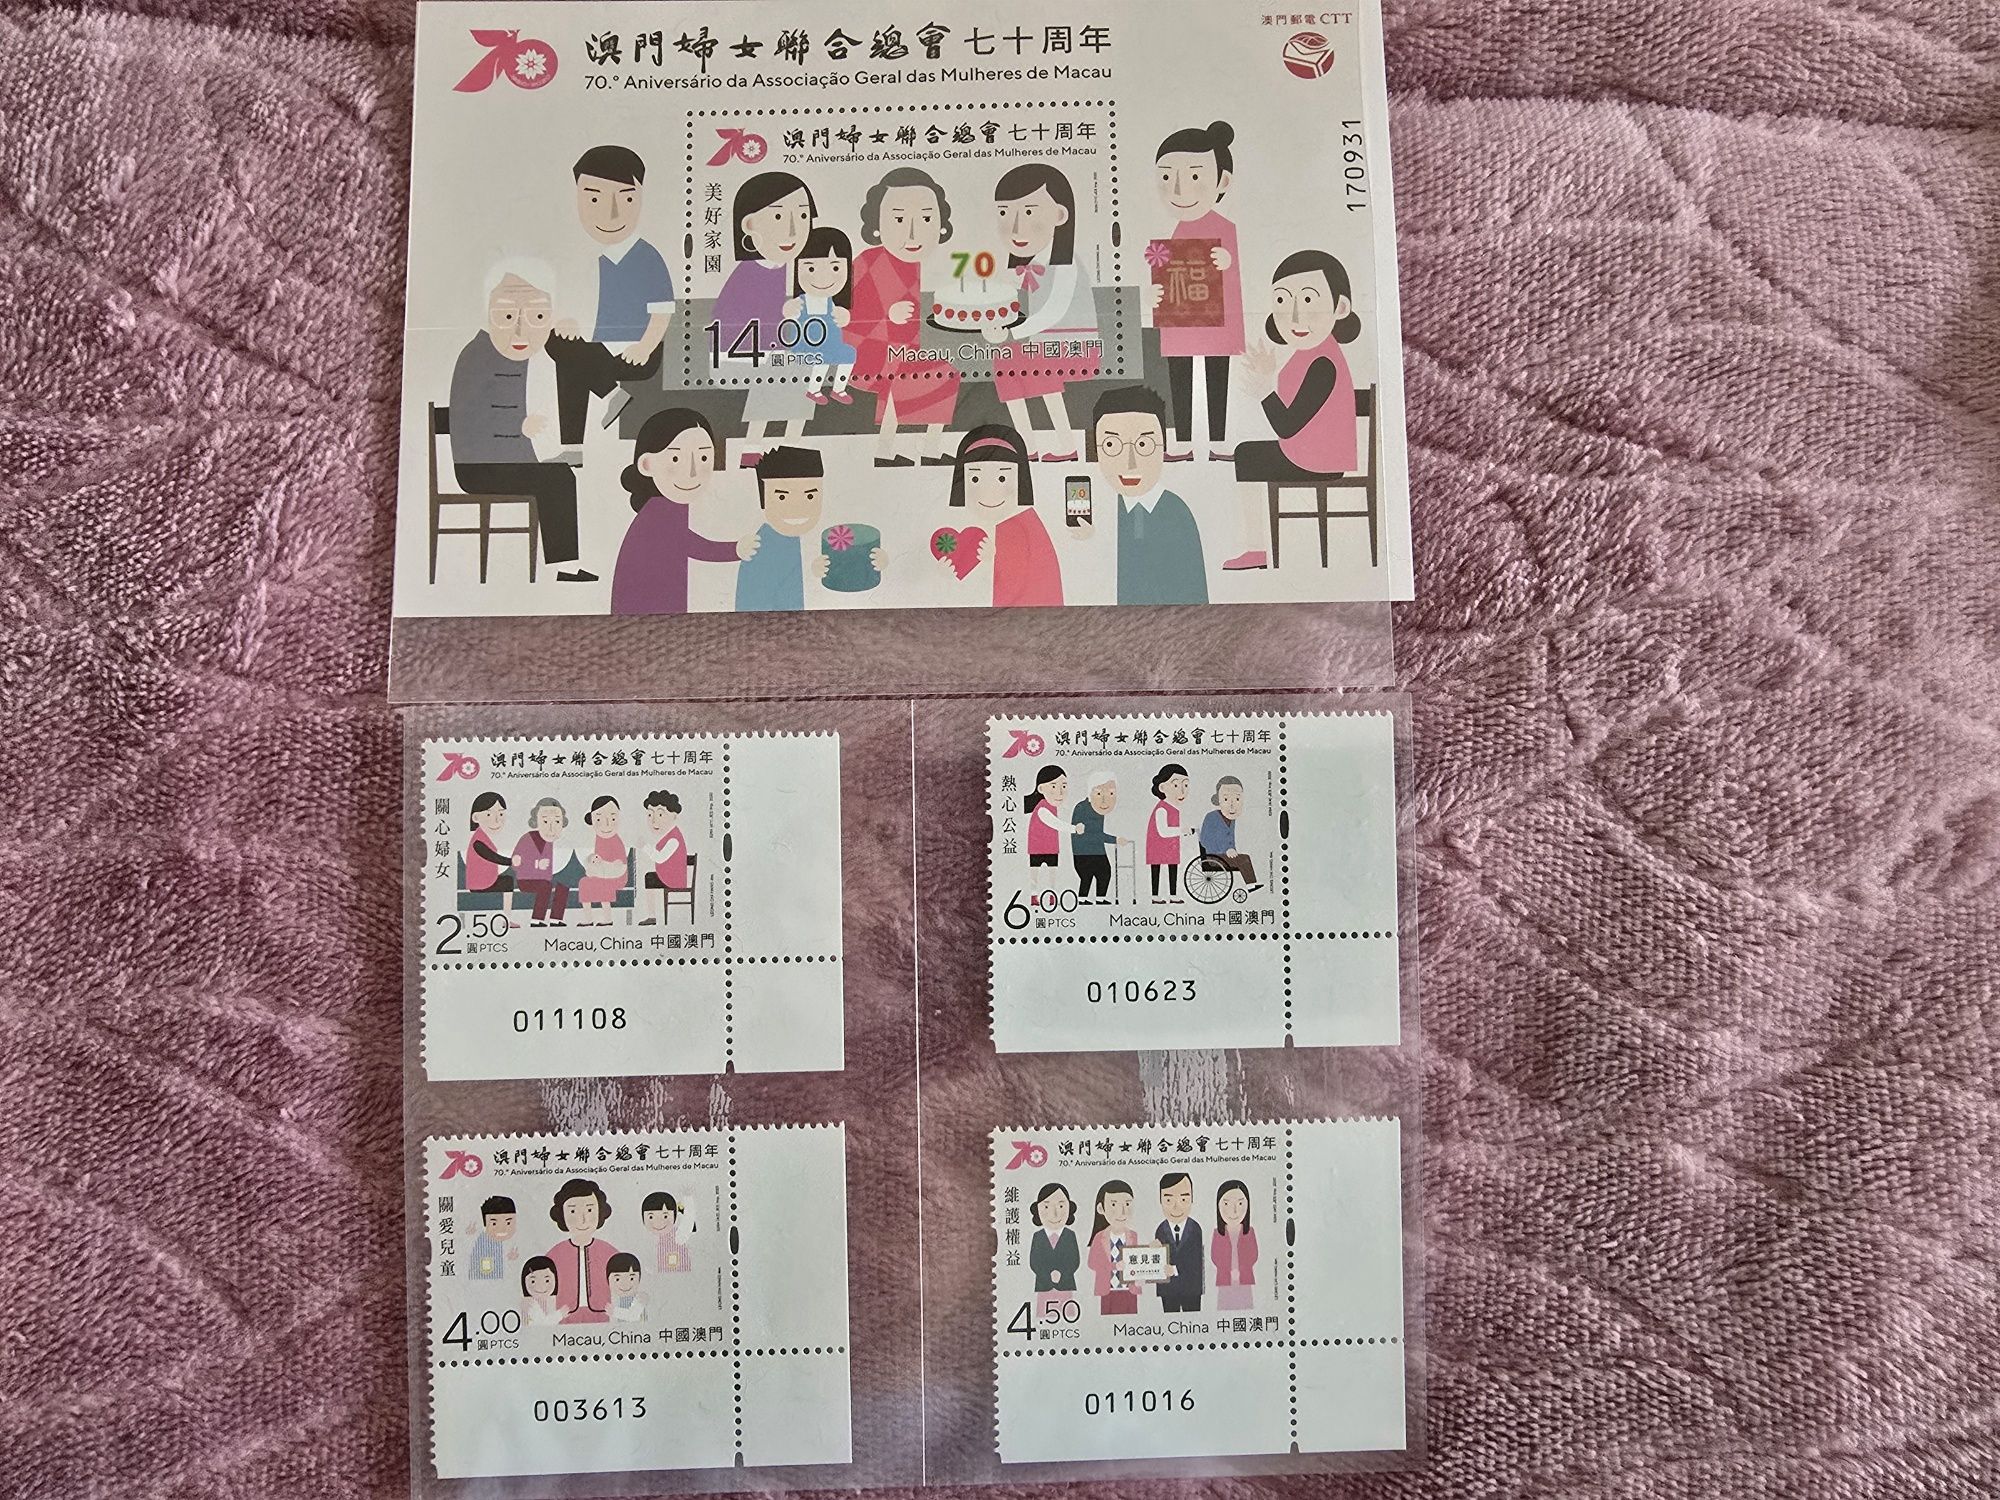 70
澳門婦女聯合總會七十周年
70.º Aniversário da Associação Geral das Mulheres de Macau
澳門郵電 CTT
170931
70
澳門婦女聯合總會七十周年
70.º Aniversário da Associação Geral das Mulheres de Macau
美好家園
70
福
14.00
圓 PTCS
Macau, China 中國澳門
70
70
澳門婦女聯合總會七十周年
70.º Aniversário da Associação Geral das Mulheres de Macau
關心婦女
2.50
圓 PTCS
Macau, China 中國澳門
011108
70
澳門婦女聯合總會七十周年
70.º Aniversário da Associação Geral das Mulheres de Macau
熱心公益
6.00
圓 PTCS
Macau, China 中國澳門
010623
70
澳門婦女聯合總會七十周年
70.º Aniversário da Associação Geral das Mulheres de Macau
關愛兒童
4.00
圓 PTCS
Macau, China 中國澳門
003613
70
澳門婦女聯合總會七十周年
70.º Aniversário da Associação Geral das Mulheres de Macau
維護權益
意見書
4.50
圓 PTCS
Macau, China 中國澳門
011016